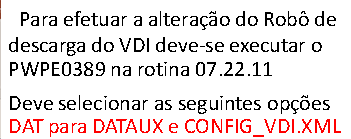 Para efetuar a alteração do Robô de
descarga do VDI deve-se executar o
PWPE0389 na rotina 07.22.11
Deve selecionar as seguintes opções
DAT para DATAUX e CONFIG_VDI.XML